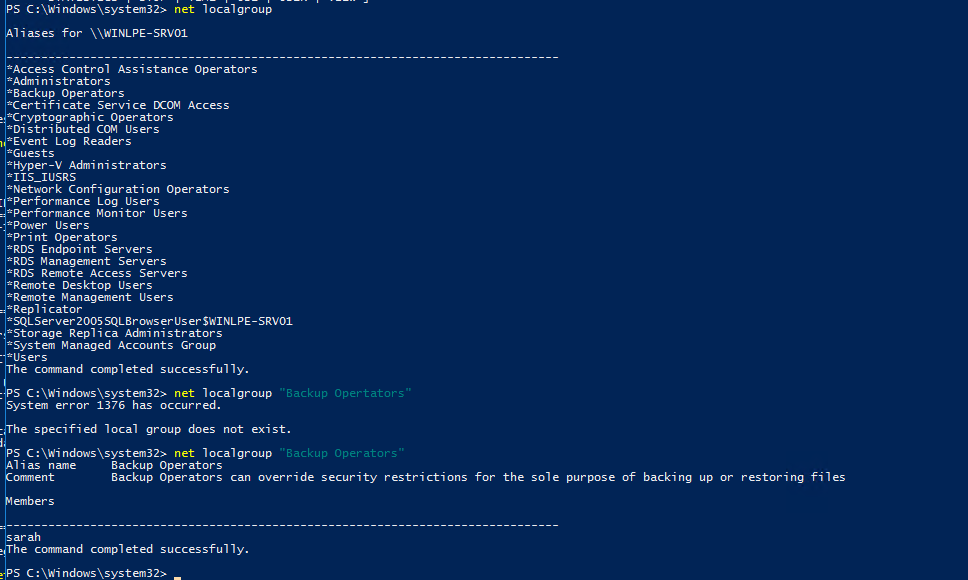 PS C:\Windows\system32> net localgroup
Aliases for \\WINLPE-SRV01
-------------------------------------------------------------------------------
*Access Control Assistance Operators
*Administrators
*Backup Operators
*Certificate Service DCOM Access
*Cryptographic Operators
*Distributed COM Users
*Event Log Readers
*Guests
*Hyper-V Administrators
*IIS_IUSRS
*Network Configuration Operators
*Performance Log Users
*Performance Monitor Users
*Power Users
*Print Operators
*RDS Endpoint Servers
*RDS Management Servers
*RDS Remote Access Servers
*Remote Desktop Users
*Remote Management Users
*Replicator
*SQLServer2005SQLBrowserUser$WINLPE-SRV01
*Storage Replica Administrators
*System Managed Accounts Group
*Users
The command completed successfully.
PS C:\Windows\system32> net localgroup "Backup Opertators"
System error 1376 has occurred.
The specified local group does not exist.
PS C:\Windows\system32> net localgroup "Backup Operators"
Alias name     Backup Operators
Comment        Backup Operators can override security restrictions for the sole purpose of backing up or restoring files
Members
-------------------------------------------------------------------------------
sarah
The command completed successfully.
PS C:\Windows\system32>